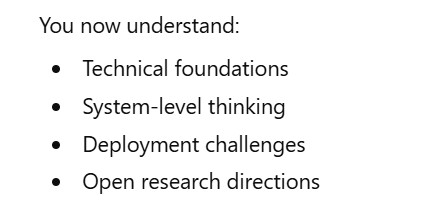 You now understand:
• Technical foundations
• System-level thinking
• Deployment challenges
• Open research directions